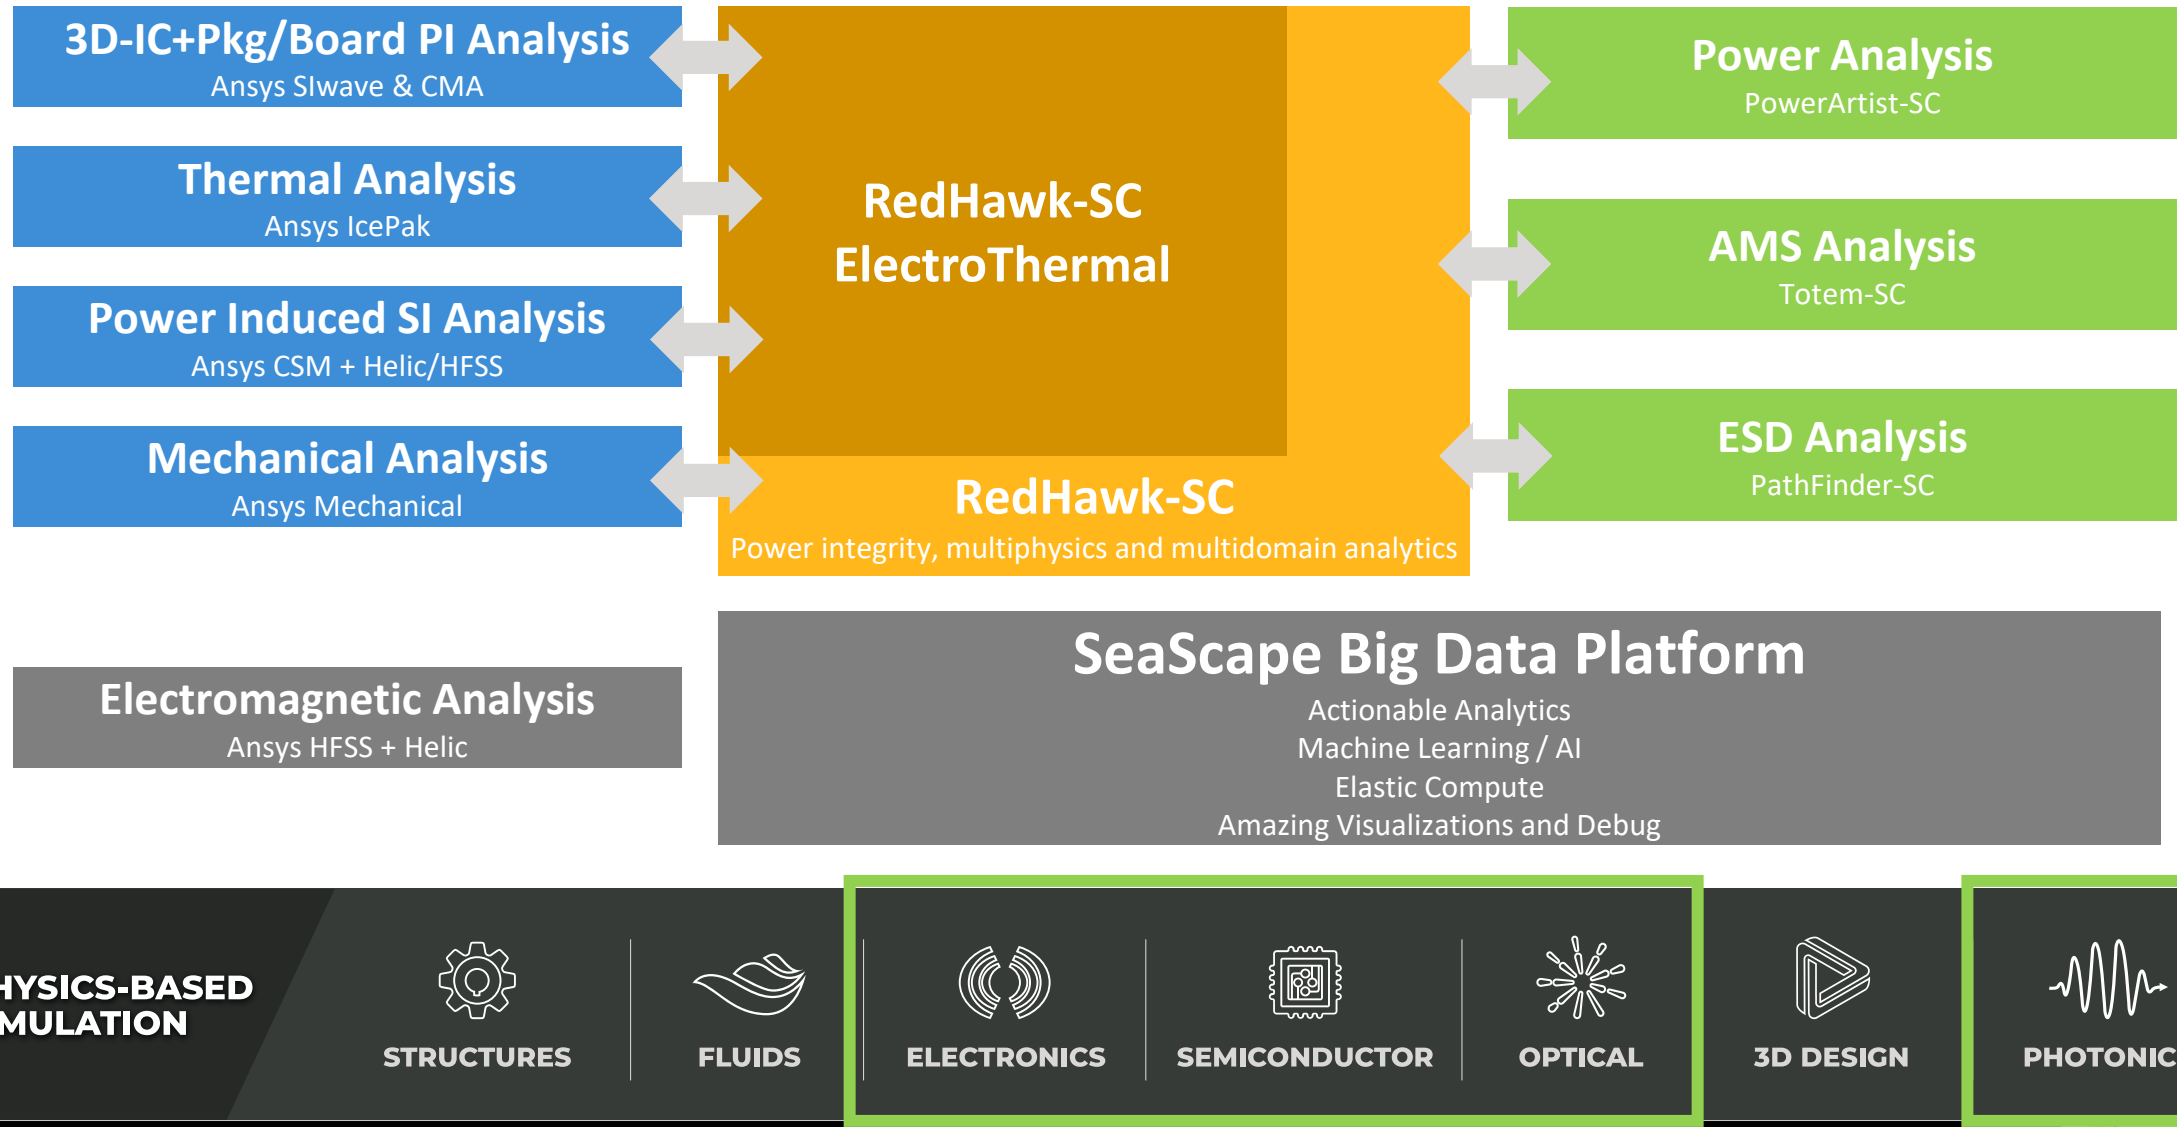 3D-IC+Pkg/Board PI Analysis
Ansys SIwave & CMA
Thermal Analysis
Ansys IcePak
Power Induced SI Analysis
Ansys CSM + Helic/HFSS
Mechanical Analysis
Ansys Mechanical
RedHawk-SC
ElectroThermal
RedHawk-SC
Power integrity, multiphysics and multidomain analytics
Power Analysis
PowerArtist-SC
AMS Analysis
Totem-SC
ESD Analysis
PathFinder-SC
Electromagnetic Analysis
Ansys HFSS + Helic
SeaScape Big Data Platform
Actionable Analytics
Machine Learning / AI
Elastic Compute
Amazing Visualizations and Debug
HYSICS-BASED
MULATION
STRUCTURES
FLUIDS
ELECTRONICS
SEMICONDUCTOR
OPTICAL
3D DESIGN
PHOTONIC